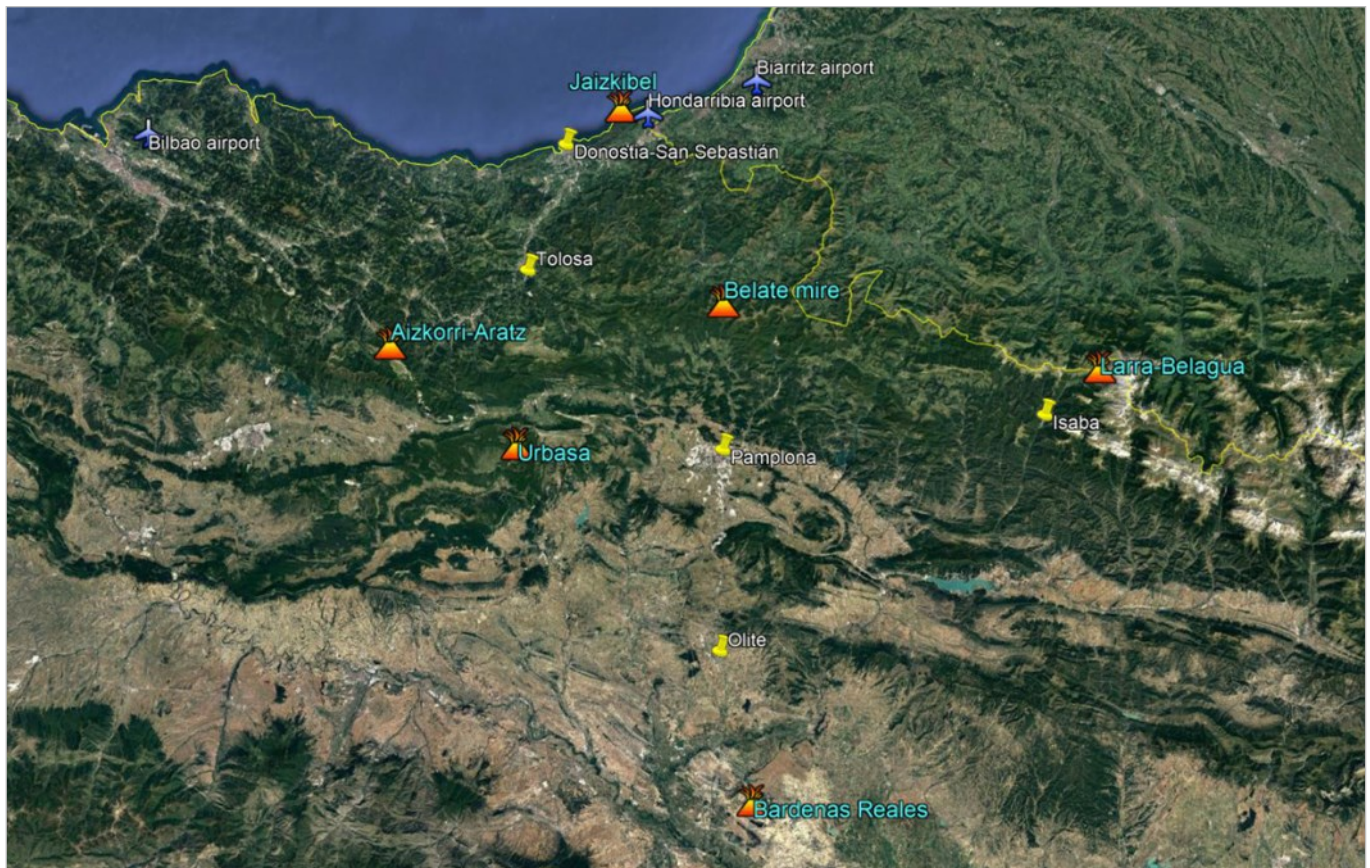 Biarritz airport
Jaizkibel
Hondarribia airport
Bilbao airport
Donostia-San Sebastián
Tolosa
Belate mire
Aizkorri-Aratz
Larra-Belagua
Isaba
Urbasa
Pamplona
Olite
Bardenas Reales